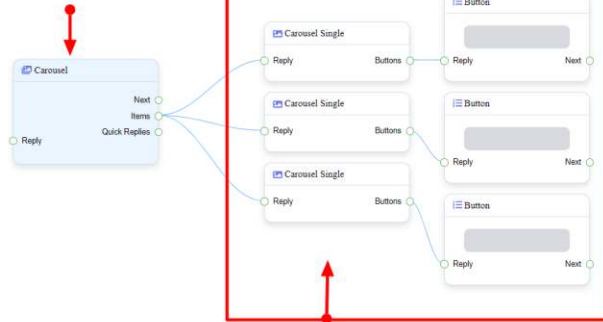 Button
Carousel Single
Reply Buttons
Reply Next
Carousel
Next
Items
Quick Replies
Reply
Carousel Single
Reply Buttons
Button
Reply Next
Carousel Single
Reply Buttons
Button
Reply Next